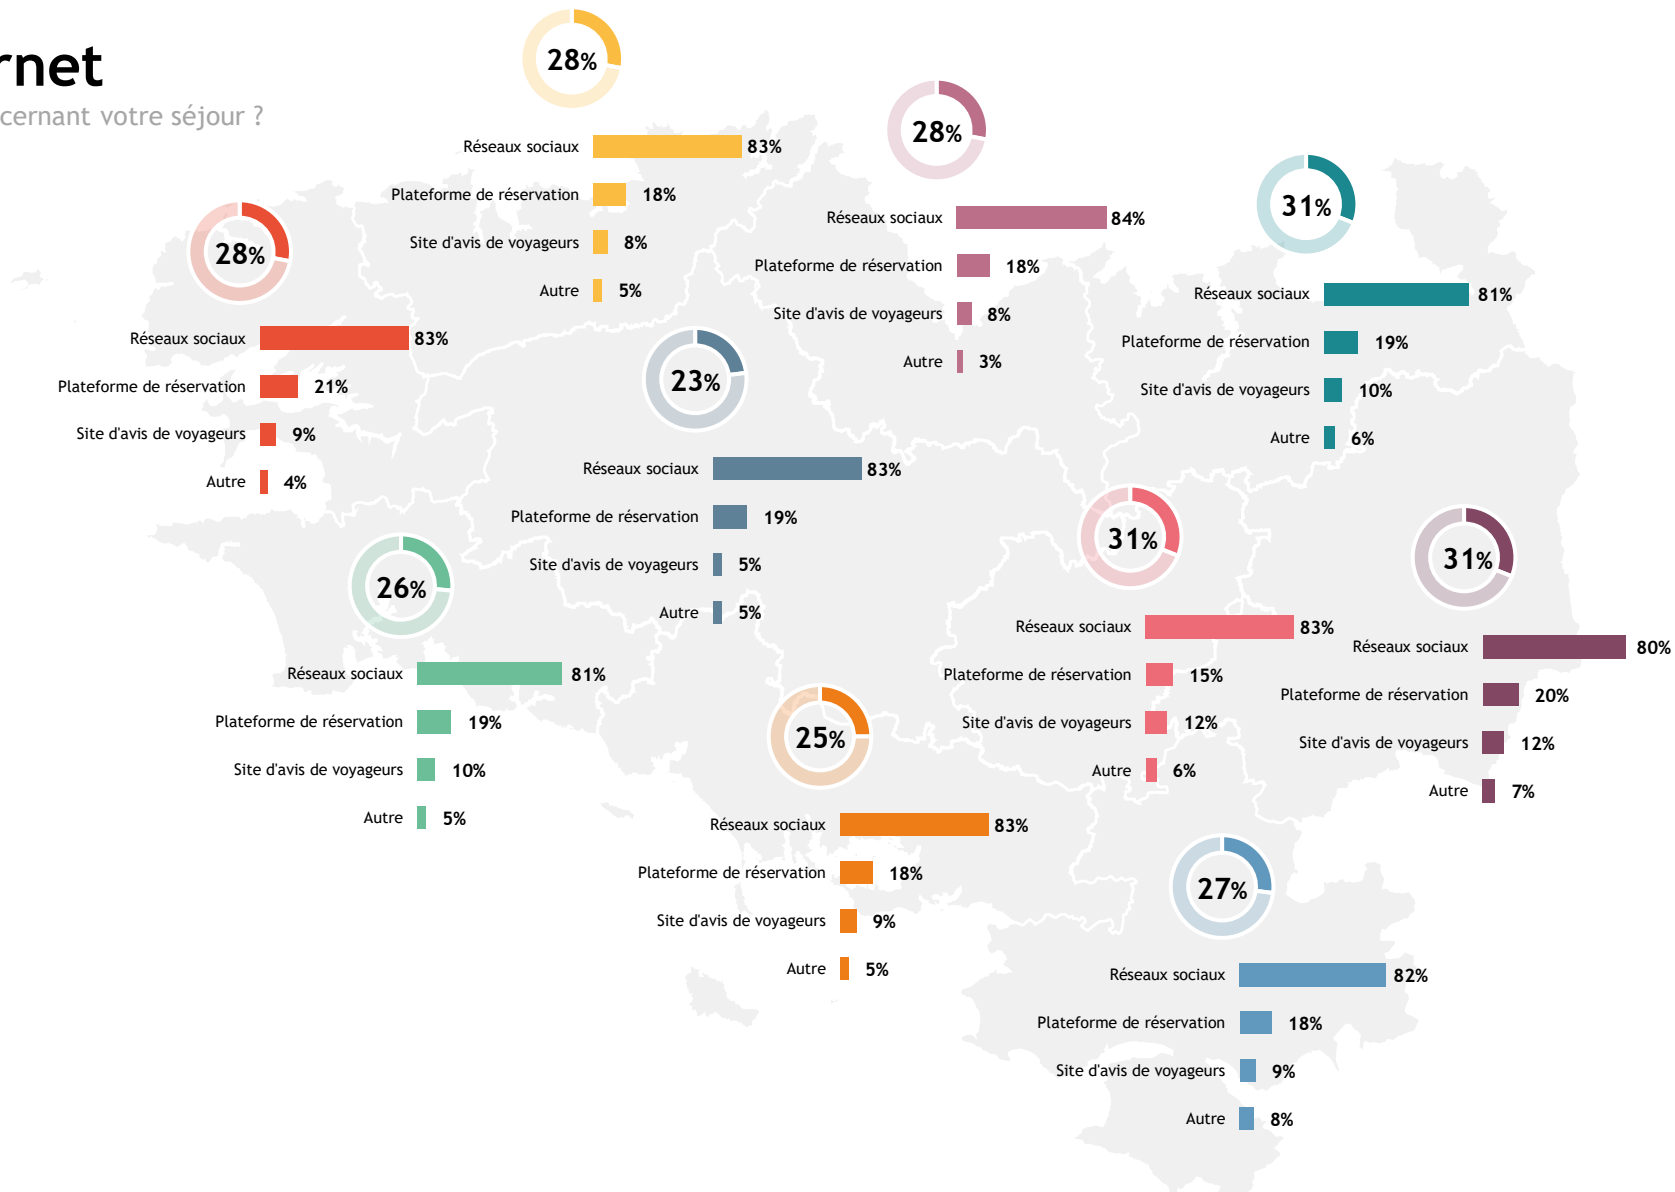 rnet
cernant votre séjour ?
28%
Réseaux sociaux 83%
Plateforme de réservation 18%
Site d'avis de voyageurs 8%
Autre 5%
28%
Réseaux sociaux 84%
Plateforme de réservation 18%
Site d'avis de voyageurs 8%
Autre 3%
31%
Réseaux sociaux 81%
Plateforme de réservation 19%
Site d'avis de voyageurs 10%
Autre 6%
28%
Réseaux sociaux 83%
Plateforme de réservation 21%
Site d'avis de voyageurs 9%
Autre 4%
23%
Réseaux sociaux 83%
Plateforme de réservation 19%
Site d'avis de voyageurs 5%
Autre 5%
31%
Réseaux sociaux 83%
Plateforme de réservation 15%
Site d'avis de voyageurs 12%
Autre 6%
31%
Réseaux sociaux 80%
Plateforme de réservation 20%
Site d'avis de voyageurs 12%
Autre 7%
26%
Réseaux sociaux 81%
Plateforme de réservation 19%
Site d'avis de voyageurs 10%
Autre 5%
25%
Réseaux sociaux 83%
Plateforme de réservation 18%
Site d'avis de voyageurs 9%
Autre 5%
27%
Réseaux sociaux 82%
Plateforme de réservation 18%
Site d'avis de voyageurs 9%
Autre 8%